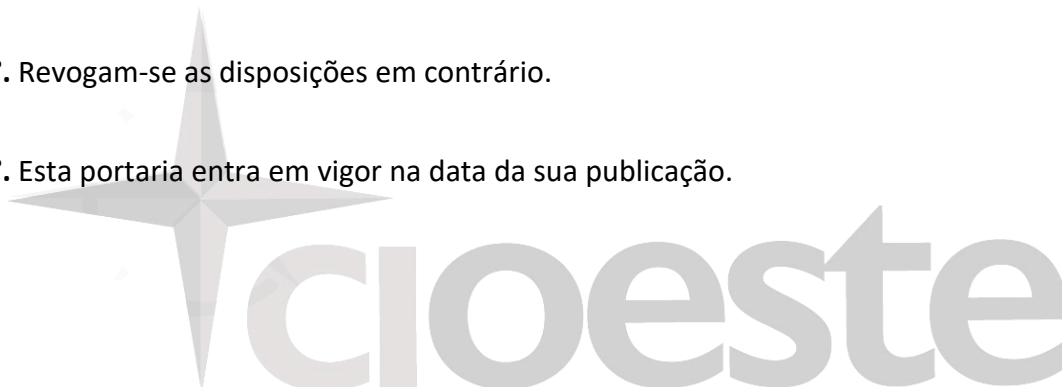 °. Revogam-se as disposições em contrário.
°. Esta portaria entra em vigor na data da sua publicação.
cioeste